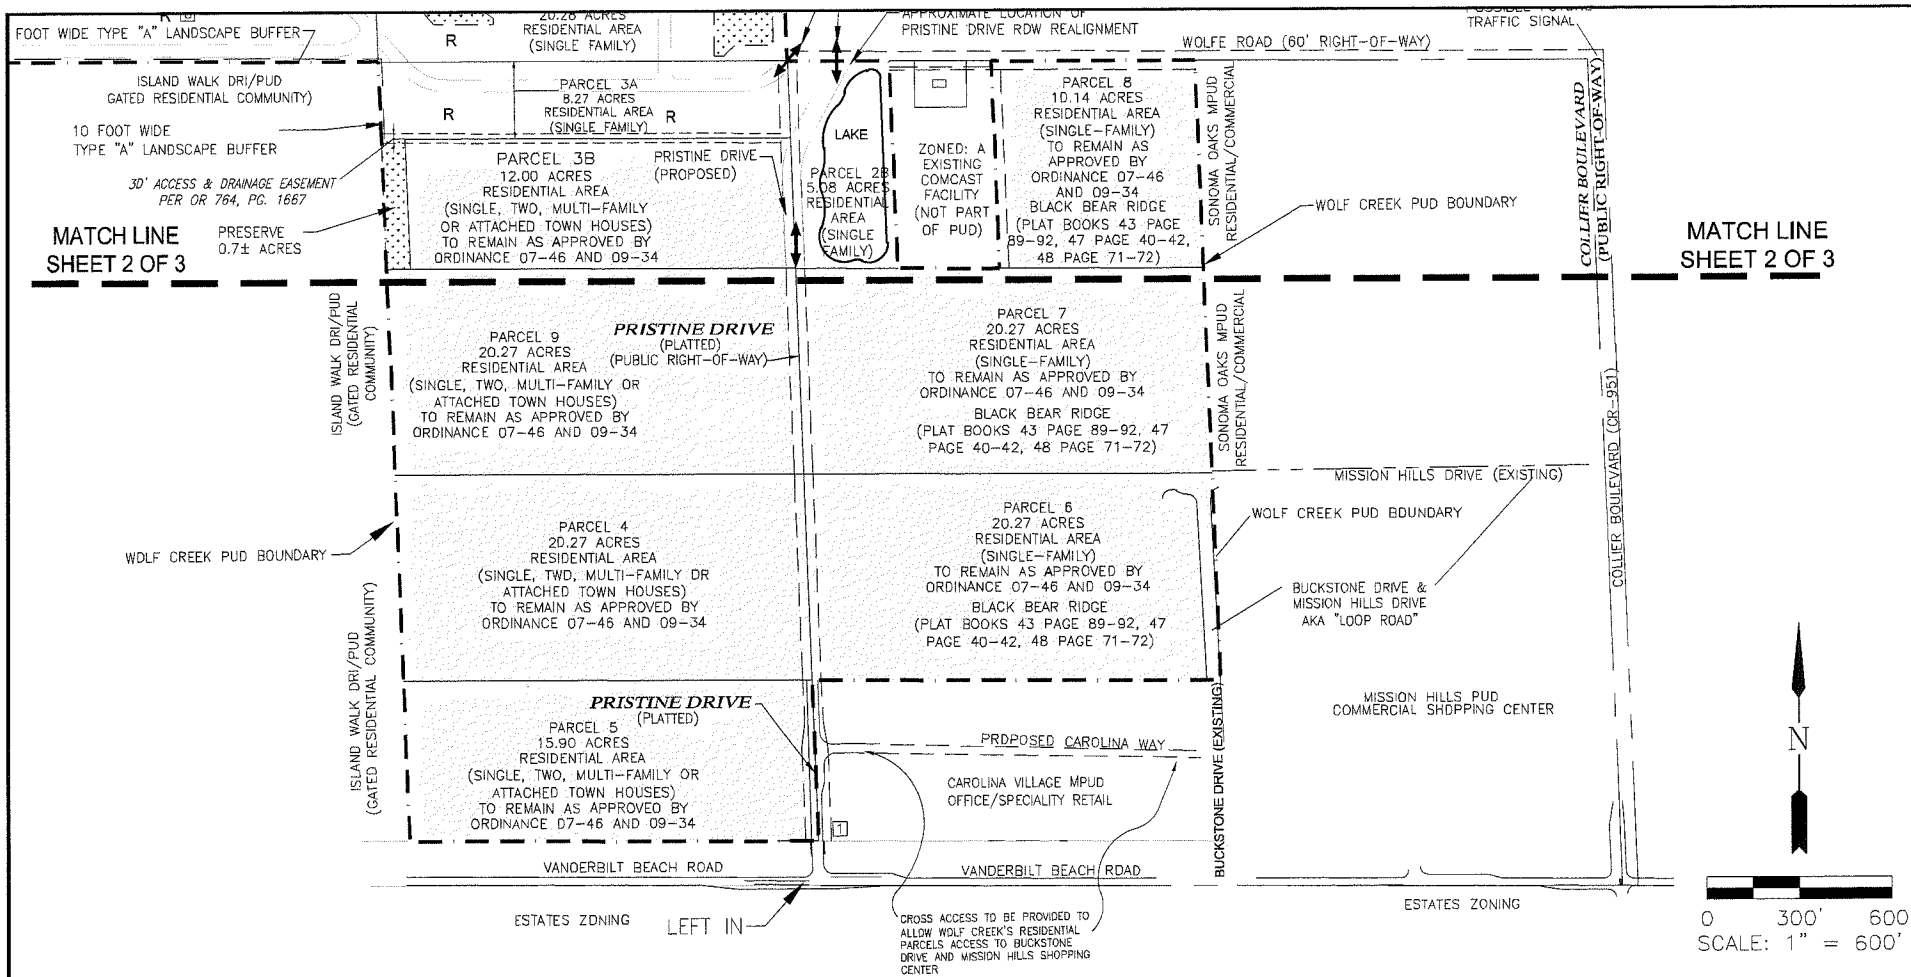 FOOT WIDE TYPE "A" LANDSCAPE BUFFER
R
20.28 ACRES
RESIDENTIAL AREA
(SINGLE FAMILY)
R
APPROXIMATE LOCATION OF
PRISTINE DRIVE RDW REALIGNMENT
TRAFFIC SIGNAL
WOLFE ROAD (60' RIGHT-OF-WAY)
ISLAND WALK DRI/PUD
GATED RESIDENTIAL COMMUNITY)
10 FOOT WIDE
TYPE "A" LANDSCAPE BUFFER
30' ACCESS & DRAINAGE EASEMENT
PER OR 764, PG. 1667
PRESERVE
0.7± ACRES
MATCH LINE
SHEET 2 OF 3
PARCEL 3A
8.27 ACRES
RESIDENTIAL AREA
(SINGLE FAMILY)
R
R
PARCEL 3B
12.00 ACRES
RESIDENTIAL AREA
(SINGLE, TWO, MULTI-FAMILY
OR ATTACHED TOWN HOUSES)
TO REMAIN AS APPROVED BY
ORDINANCE 07-46 AND 09-34
PRISTINE DRIVE
(PROPOSED)
LAKE
PARCEL 2B
5.08 ACRES
RESIDENTIAL
AREA
(SINGLE
FAMILY)
ZONED: A
EXISTING
COMCAST
FACILITY
(NOT PART
OF PUD)
PARCEL 8
10.14 ACRES
RESIDENTIAL
AREA
(SINGLE-FAMILY)
TO REMAIN AS
APPROVED BY
ORDINANCE 07-46
AND 09-34
BLACK BEAR RIDGE
(PLAT BOOKS 43 PAGE
89-92, 47 PAGE 40-42,
48 PAGE 71-72)
SONOMA OAKS MPUD
RESIDENTIAL/COMMERCIAL
WOLF CREEK PUD BOUNDARY
COLLIER BOULEVARD
(PUBLIC RIGHT-OF-WAY)
MATCH LINE
SHEET 2 OF 3
ISLAND WALK DRI/PUD
(GATED RESIDENTIAL
COMMUNITY)
PARCEL 9
20.27 ACRES
RESIDENTIAL AREA
(SINGLE, TWO, MULTI-FAMILY OR
ATTACHED TOWN HOUSES)
TO REMAIN AS APPROVED BY
ORDINANCE 07-46 AND 09-34
PRISTINE DRIVE
(PLATTED)
(PUBLIC RIGHT-OF-WAY)
PARCEL 7
20.27 ACRES
RESIDENTIAL AREA
(SINGLE-FAMILY)
TO REMAIN AS APPROVED BY
ORDINANCE 07-46 AND 09-34
BLACK BEAR RIDGE
(PLAT BOOKS 43 PAGE 89-92, 47
PAGE 40-42, 48 PAGE 71-72)
SONOMA OAKS MPUD
RESIDENTIAL/COMMERCIAL
MISSION HILLS DRIVE (EXISTING)
COLLIER BOULEVARD (CR-951)
WOLF CREEK PUD BOUNDARY
PARCEL 4
20.27 ACRES
RESIDENTIAL AREA
(SINGLE, TWO, MULTI-FAMILY OR
ATTACHED TOWN HOUSES)
TO REMAIN AS APPROVED BY
ORDINANCE 07-46 AND 09-34
PARCEL 6
20.27 ACRES
RESIDENTIAL AREA
(SINGLE-FAMILY)
TO REMAIN AS APPROVED BY
ORDINANCE 07-46 AND 09-34
BLACK BEAR RIDGE
(PLAT BOOKS 43 PAGE 89-92, 47
PAGE 40-42, 48 PAGE 71-72)
WOLF CREEK PUD BOUNDARY
BUCKSTONE DRIVE &
MISSION HILLS DRIVE
AKA "LOOP ROAD"
ISLAND WALK DRI/PUD
(GATED RESIDENTIAL COMMUNITY)
PRISTINE DRIVE
(PLATTED)
PARCEL 5
15.90 ACRES
RESIDENTIAL AREA
(SINGLE, TWO, MULTI-FAMILY OR
ATTACHED TOWN HOUSES)
TO REMAIN AS APPROVED BY
ORDINANCE 07-46 AND 09-34
PROPOSED CAROLINA WAY
CAROLINA VILLAGE MPUD
OFFICE/SPECIALITY RETAIL
1
BUCKSTONE DRIVE (EXISTING)
MISSION HILLS PUD
COMMERCIAL SHOPPING CENTER
N
VANDERBILT BEACH ROAD
VANDERBILT BEACH ROAD
ESTATES ZONING
LEFT IN
CROSS ACCESS TO BE PROVIDED TO
ALLOW WOLF CREEK'S RESIDENTIAL
PARCELS ACCESS TO BUCKSTONE
DRIVE AND MISSION HILLS SHOPPING
CENTER
ESTATES ZONING
0 300' 600'
SCALE: 1" = 600'